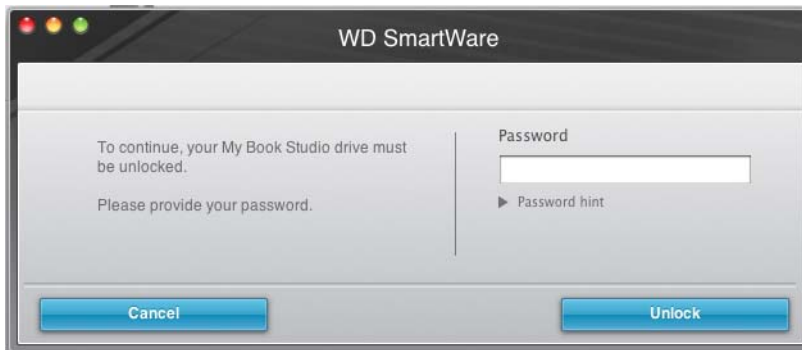 WD SmartWare
To continue, your My Book Studio drive must
be unlocked.
Please provide your password.
Password
Password hint
Cancel
Unlock